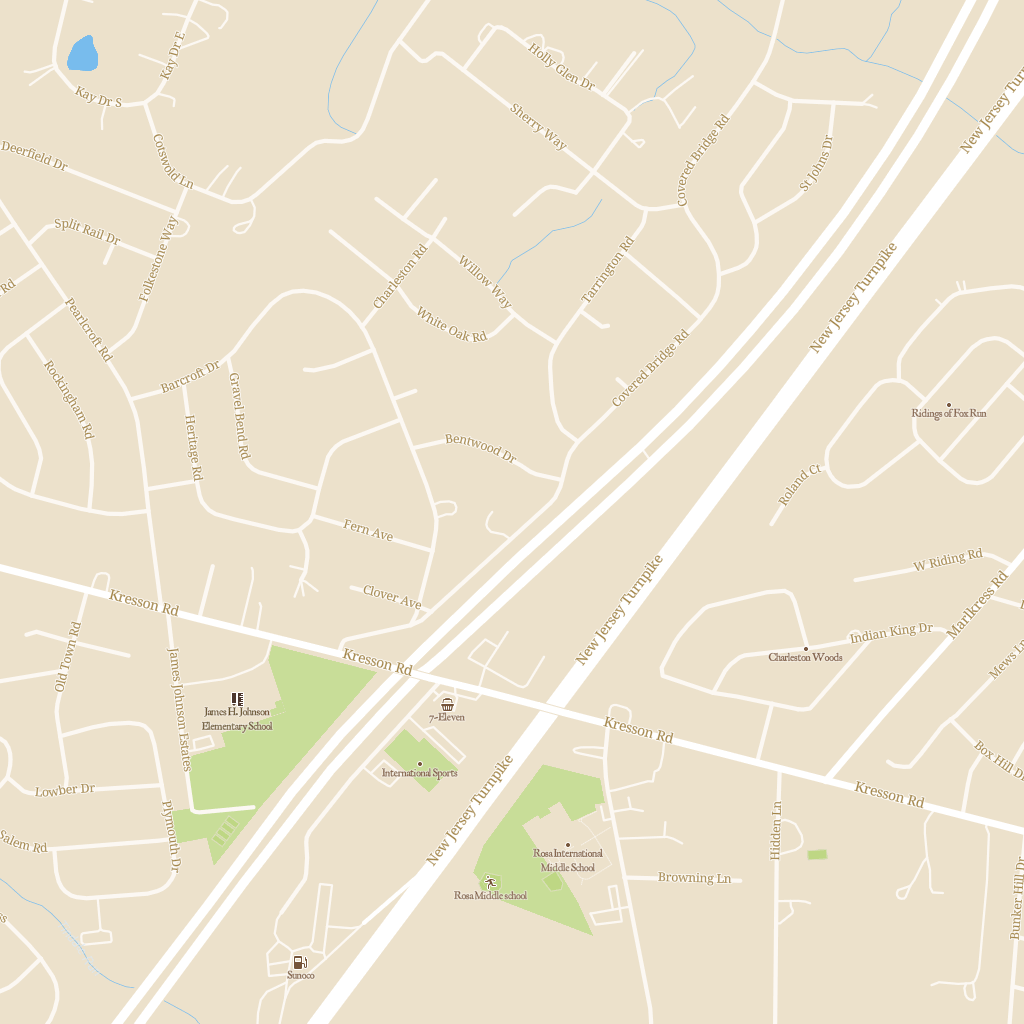 Kay Dr E
Holly Glen Dr
New Jersey Turn
Kay Dr S
Sherry Way
Deerfield Dr
Cotswold Ln
Covered Bridge Rd
St Johns Dr
Split Rail Dr
Folkestone Way
Charleston Rd
Willow Way
Tarrington Rd
New Jersey Turnpike
Rd
Pearlcroft Rd
White Oak Rd
Covered Bridge Rd
Barcroft Dr
Rockingham Rd
Gravel Bend Rd
Heritage Rd
Ridings of Fox Run
Bentwood Dr
Roland Ct
Fern Ave
W Riding Rd
Clover Ave
Kresson Rd
New Jersey Turnpike
Marlkress Rd
Indian King Dr
Charleston Woods
Mews L
Old Town Rd
James Johnson Estates
Kresson Rd
James H. Johnson
Elementary School
7-Eleven
Kresson Rd
International Sports
Box Hill Dr
Lowber Dr
New Jersey Turnpike
Kresson Rd
Salem Rd
Plymouth Dr
Hidden Ln
Rosa International
Middle School
Browning Ln
Rosa Middle school
Bunker Hill Dr
Sunoco